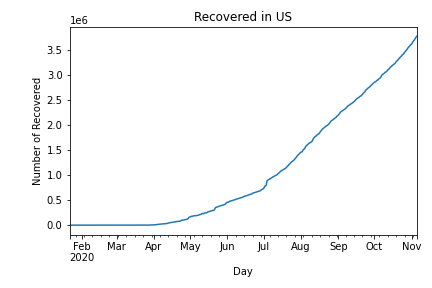 Recovered in US
1e6
3.5
3.0
2.5
2.0
1.5
1.0
0.5
0.0
Number of Recovered
Feb Mar Apr May Jun Jul Aug Sep Oct Nov
2020
Day